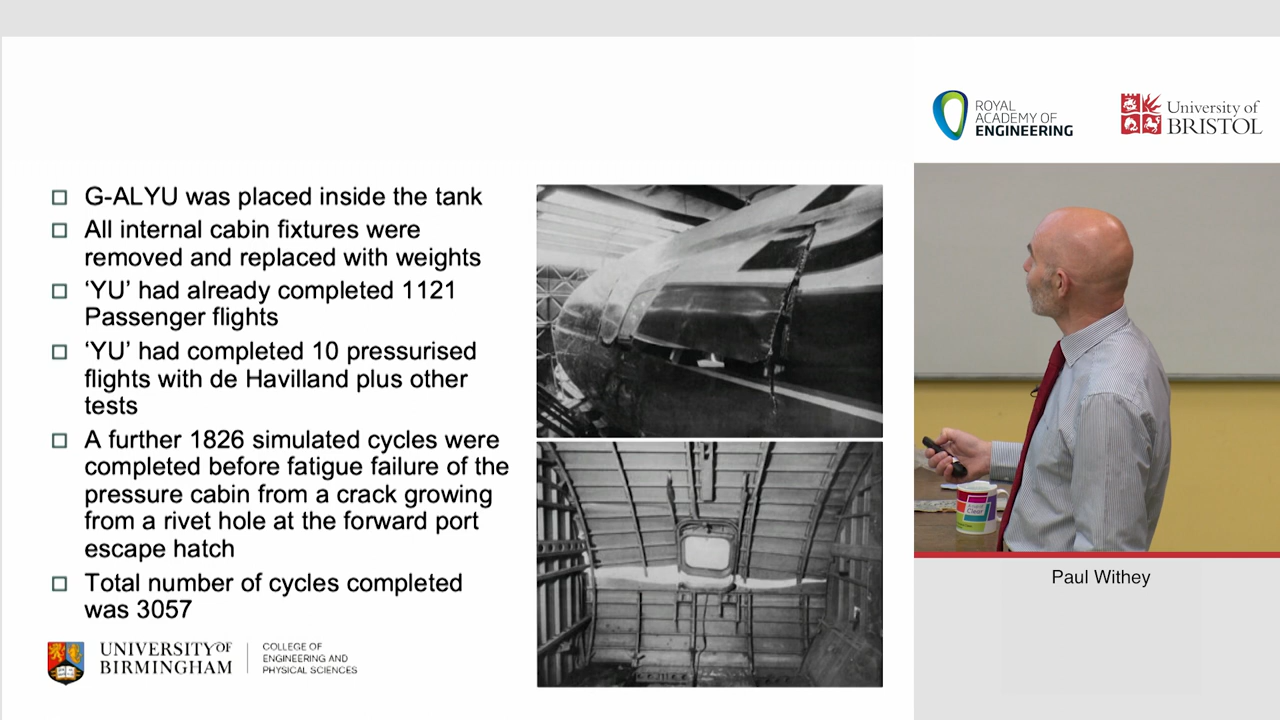 ROYAL
ACADEMY OF
ENGINEERING
University of
BRISTOL
G-ALYU was placed inside the tank
All internal cabin fixtures were
removed and replaced with weights
‘YU’ had already completed 1121
Passenger flights
‘YU’ had completed 10 pressurised
flights with de Havilland plus other
tests
A further 1826 simulated cycles were
completed before fatigue failure of the
pressure cabin from a crack growing
from a rivet hole at the forward port
escape hatch
Total number of cycles completed
was 3057
UNIVERSITY OF
BIRMINGHAM
COLLEGE OF
ENGINEERING AND
PHYSICAL SCIENCES
Paul Withey